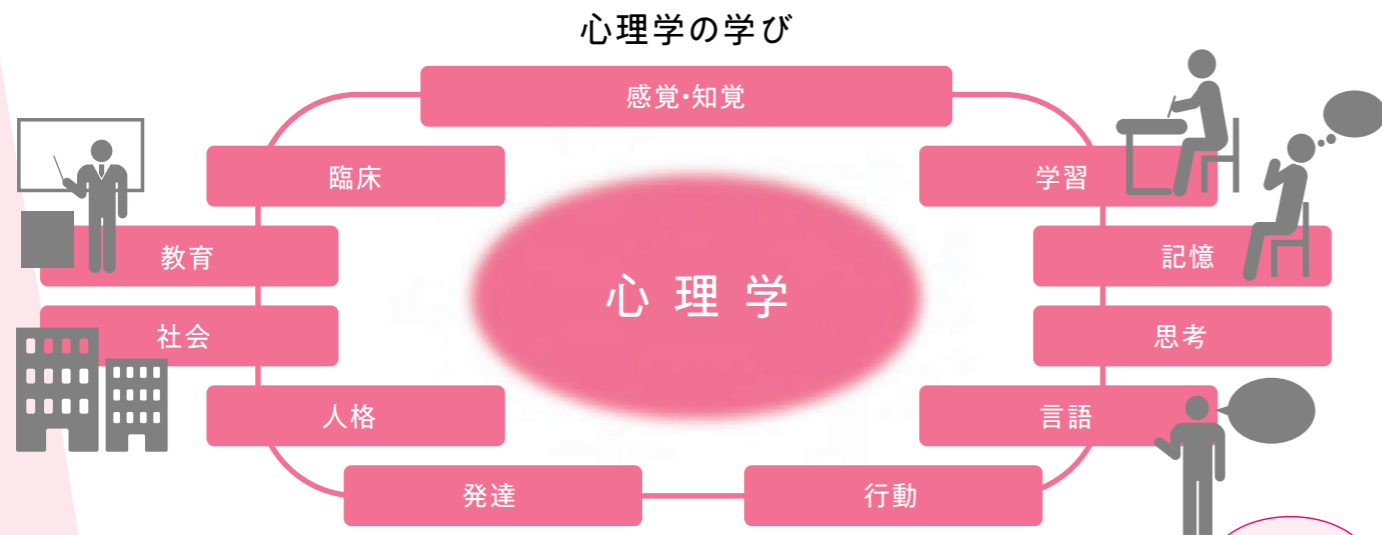 心理学の学び
感覚・知覚
臨床
学習
教育
記憶
心理学
社会
思考
人格
言語
発達
行動